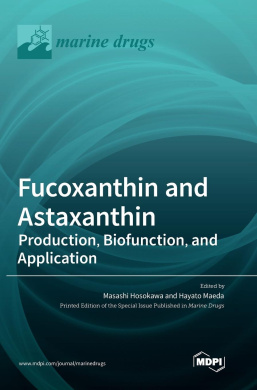 marine drugs
Fucoxanthin and
Astaxanthin
Production, Biofunction, and
Application
Edited by
Masashi Hosokawa and Hayato Maeda
Printed Edition of the Special Issue Published in Marine Drugs
www.mdpi.com/journal/marinedrugs
MDPI